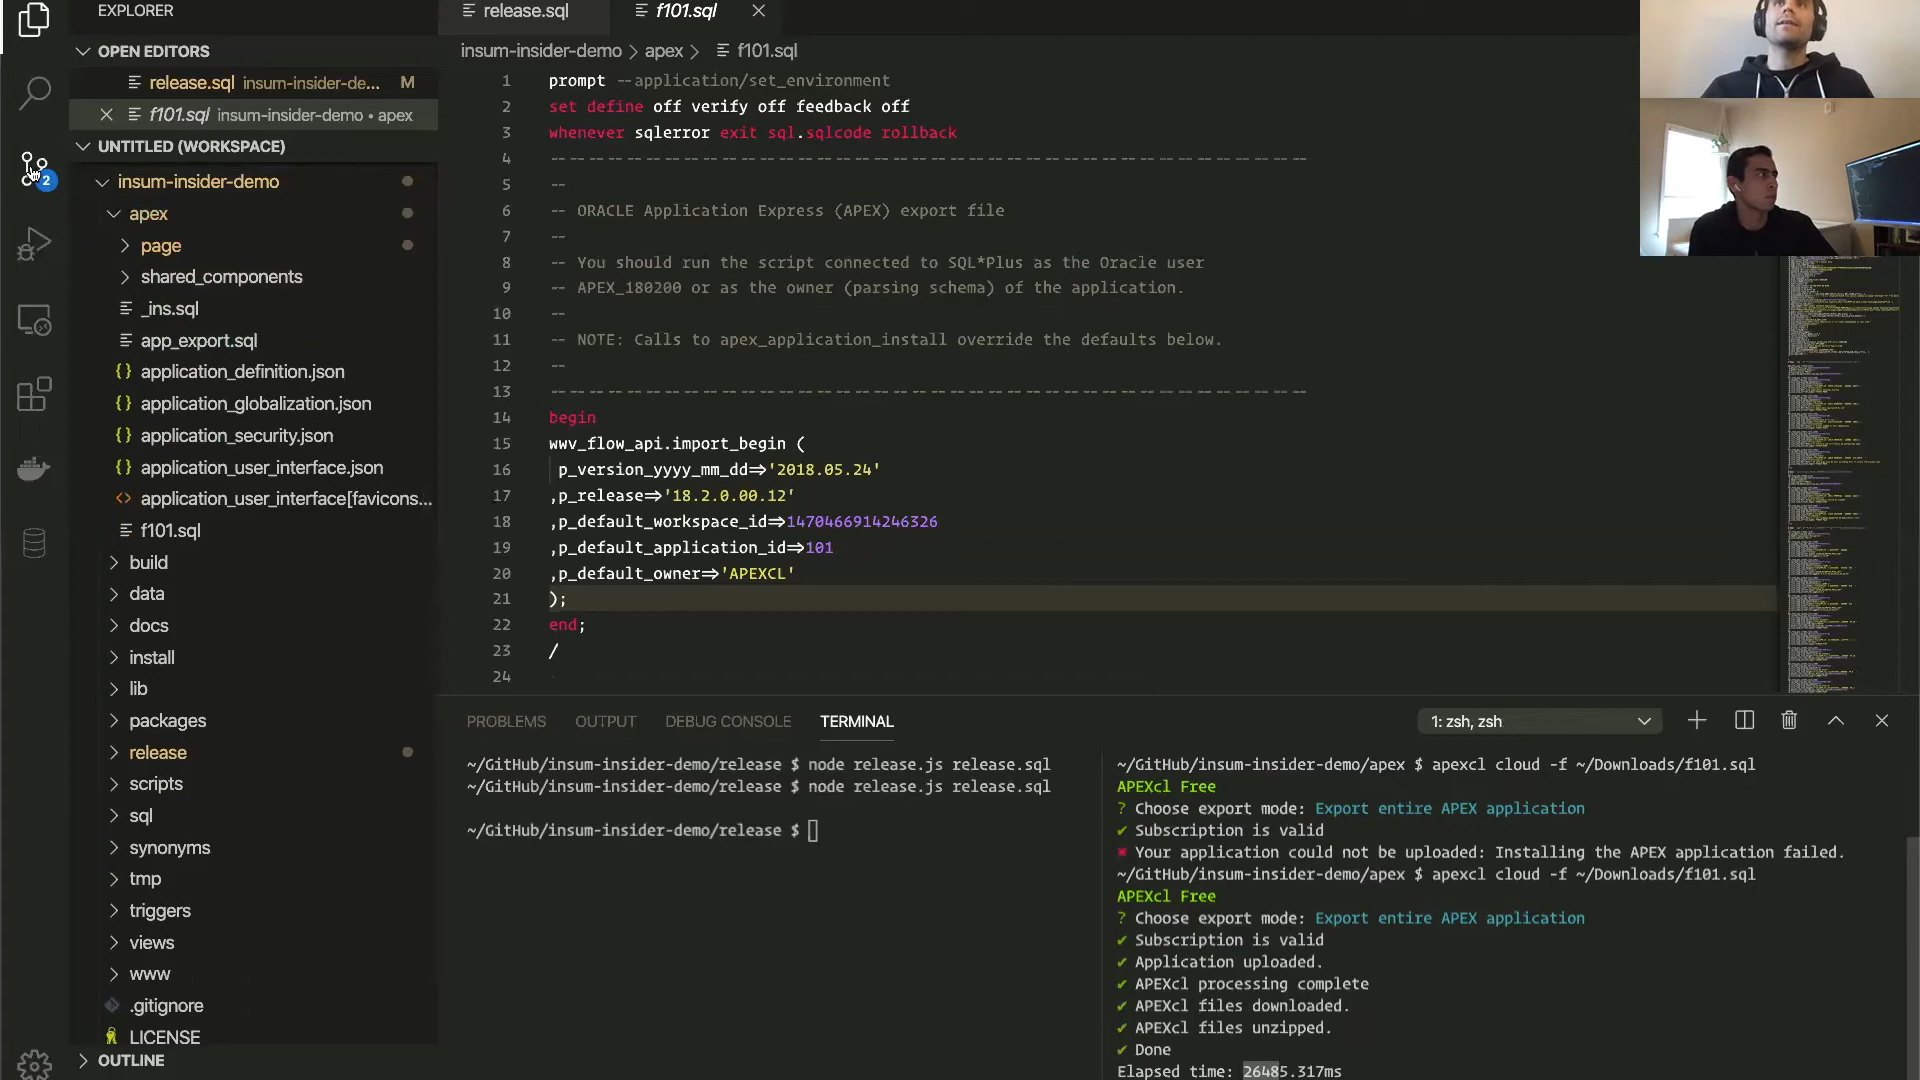 EXPLORER
OPEN EDITORS
release.sql insum-insider-de... M
f101.sql insum-insider-demo • apex
UNTITLED (WORKSPACE)
2
insum-insider-demo
apex
page
shared_components
_ins.sql
app_export.sql
{} application_definition.json
{} application_globalization.json
{} application_security.json
{} application_user_interface.json
<> application_user_interface[favicons...
f101.sql
build
data
docs
install
lib
packages
release
scripts
sql
synonyms
tmp
triggers
views
www
.gitignore
LICENSE
OUTLINE
release.sql
f101.sql
insum-insider-demo > apex > f101.sql
1 prompt --application/set_environment
2 set define off verify off feedback off
3 whenever sqlerror exit sql.sqlcode rollback
4 --------------------------------------------------------------------------------
5 --
6 -- ORACLE Application Express (APEX) export file
7 --
8 -- You should run the script connected to SQL*Plus as the Oracle user
9 -- APEX_180200 or as the owner (parsing schema) of the application.
10 --
11 -- NOTE: Calls to apex_application_install override the defaults below.
12 --
13 --------------------------------------------------------------------------------
14 begin
15 wwv_flow_api.import_begin (
16 p_version_yyyy_mm_dd=>'2018.05.24'
17 ,p_release=>'18.2.0.00.12'
18 ,p_default_workspace_id=>1470466914246326
19 ,p_default_application_id=>101
20 ,p_default_owner=>'APEXCL'
21 );
22 end;
23 /
24
PROBLEMS OUTPUT DEBUG CONSOLE TERMINAL
1: zsh, zsh
~/GitHub/insum-insider-demo/release $ node release.js release.sql
~/GitHub/insum-insider-demo/release $ node release.js release.sql
~/GitHub/insum-insider-demo/release $
~/GitHub/insum-insider-demo/apex $ apexcl cloud -f ~/Downloads/f101.sql
APEXcl Free
? Choose export mode: Export entire APEX application
✔ Subscription is valid
✖ Your application could not be uploaded: Installing the APEX application failed.
~/GitHub/insum-insider-demo/apex $ apexcl cloud -f ~/Downloads/f101.sql
APEXcl Free
? Choose export mode: Export entire APEX application
✔ Subscription is valid
✔ Application uploaded.
✔ APEXcl processing complete
✔ APEXcl files downloaded.
✔ APEXcl files unzipped.
✔ Done
Elapsed time: 26485.317ms